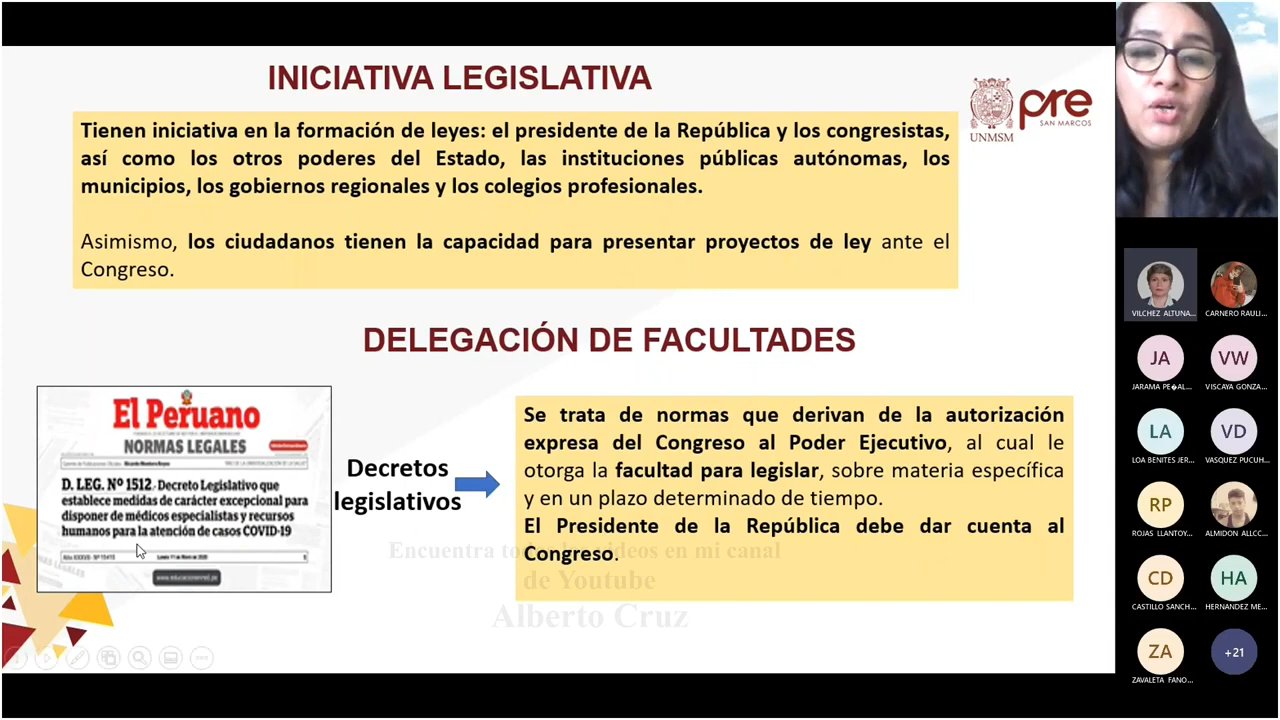 INICIATIVA LEGISLATIVA
Tienen iniciativa en la formación de leyes: el presidente de la República y los congresistas,
así como los otros poderes del Estado, las instituciones públicas autónomas, los
municipios, los gobiernos regionales y los colegios profesionales.
Asimismo, los ciudadanos tienen la capacidad para presentar proyectos de ley ante el
Congreso.
UNMSM
pre
SAN MARCOS
DELEGACIÓN DE FACULTADES
El Peruano
NORMAS LEGALES
D. LEG. Nº 1512. Decreto Legislativo que
establece medidas de carácter excepcional para
disponer de médicos especialistas y recursos
humanos para la atención de casos COVID-19
www.educacionenred.pe
Decretos
legislativos
Se trata de normas que derivan de la autorización
expresa del Congreso al Poder Ejecutivo, al cual le
otorga la facultad para legislar, sobre materia específica
y en un plazo determinado de tiempo.
El Presidente de la República debe dar cuenta al
Congreso.
Encuentra en mi canal
de Youtube
Alberto Cruz
VILCHEZ ALTUNA...
CARNERO RAULI...
JA
JARAMA PE�AL...
VW
VISCAYA GONZA...
LA
LOA BENITES JER...
VD
VASQUEZ PUCUH...
RP
ROJAS LLANTOY...
ALMIDON ALLCC...
CD
CASTILLO SANCH...
HA
HERNANDEZ ME...
ZA
ZAVALETA FANO...
+21